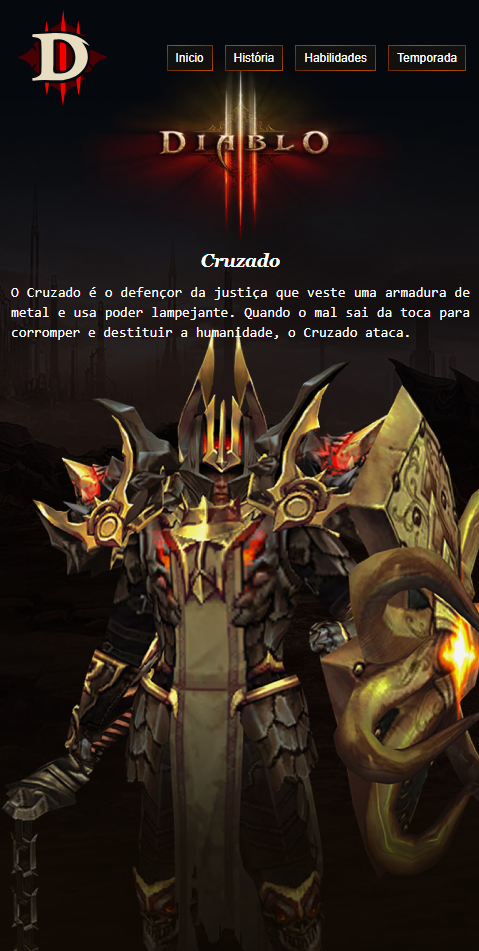 D
Inicio História Habilidades Temporada
DIABLO
Cruzado
O Cruzado é o defençor da justiça que veste uma armadura de
metal e usa poder lampejante. Quando o mal sai da toca para
corromper e destituir a humanidade, o Cruzado ataca.